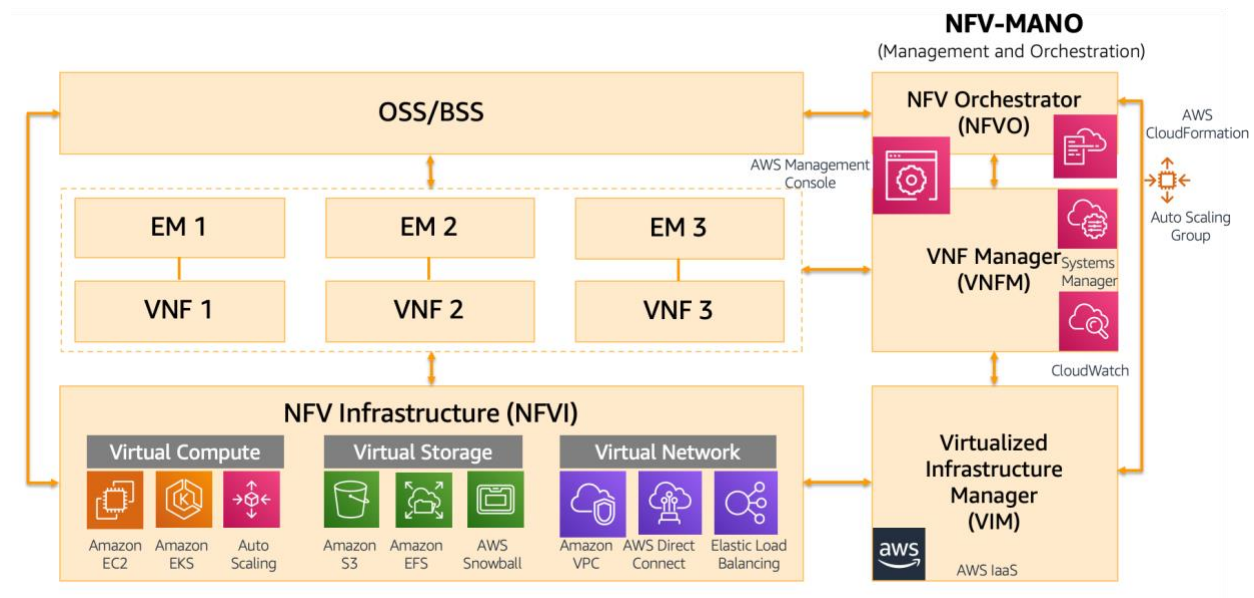 NFV-MANO
(Management and Orchestration)
OSS/BSS
NFV Orchestrator
(NFVO)
AWS
CloudFormation
AWS Management
Console
Auto Scaling
Group
EM 1
EM 2
EM 3
VNF 1
VNF 2
VNF 3
VNF Manager
(VNFM)
Systems
Manager
CloudWatch
NFV Infrastructure (NFVI)
Virtual Compute
Virtual Storage
Virtual Network
Amazon
EC2
Amazon
EKS
Auto
Scaling
Amazon
S3
Amazon
EFS
AWS
Snowball
Amazon
VPC
AWS Direct
Connect
Elastic Load
Balancing
Virtualized
Infrastructure
Manager
(VIM)
aws
AWS IaaS